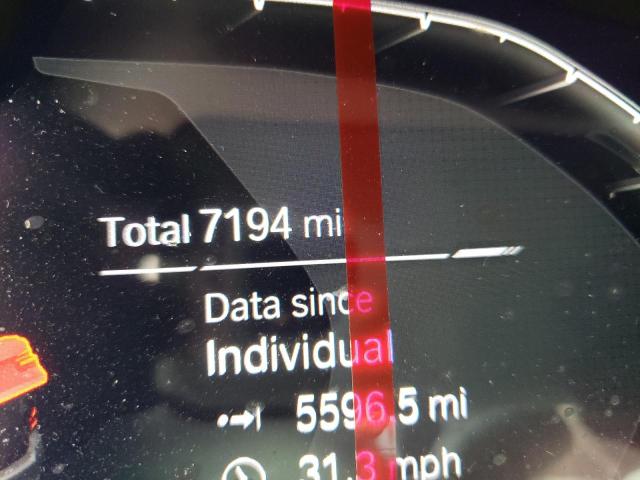 Total 7194 mi
Data since
Individual
5596.5 mi
31.3 mph